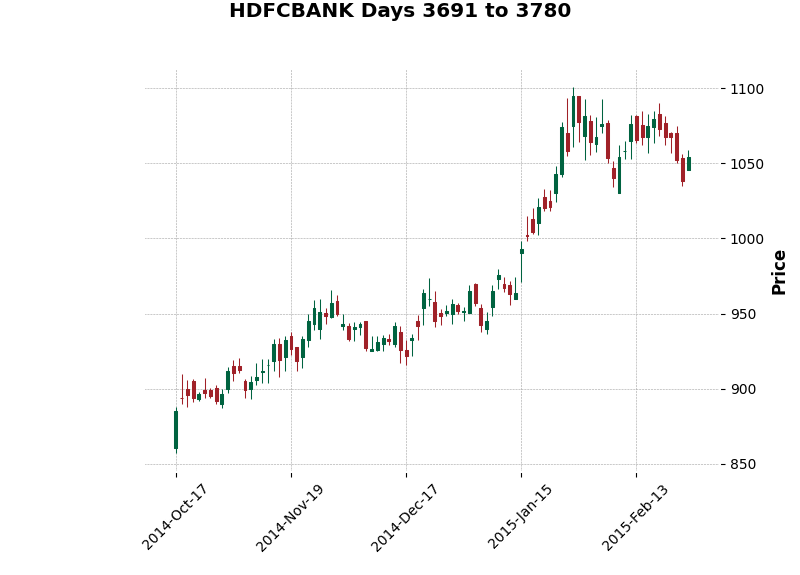 HDFCBANK Days 3691 to 3780
1100
1050
1000
950
900
850
Price
2014-Oct-17
2014-Nov-19
2014-Dec-17
2015-Jan-15
2015-Feb-13